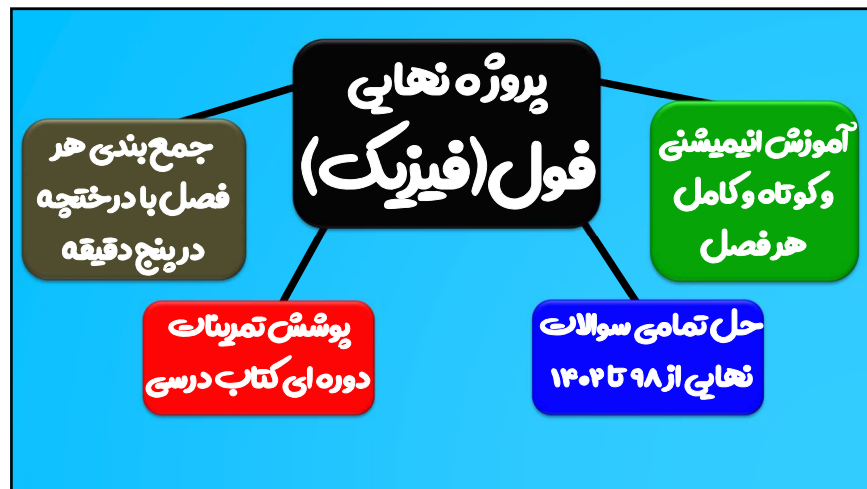 پروژه نهایی
فول(فیزیک)
آموزش انیمیشنی
و کوتاه و کامل
هر فصل
حل تمامی سوالات
نهایی از ۹۸ تا ۱۴۰۲
پوشش تمرینات
دوره ای کتاب درسی
جمع بندی هر
فصل با درختچه
در پنج دقیقه